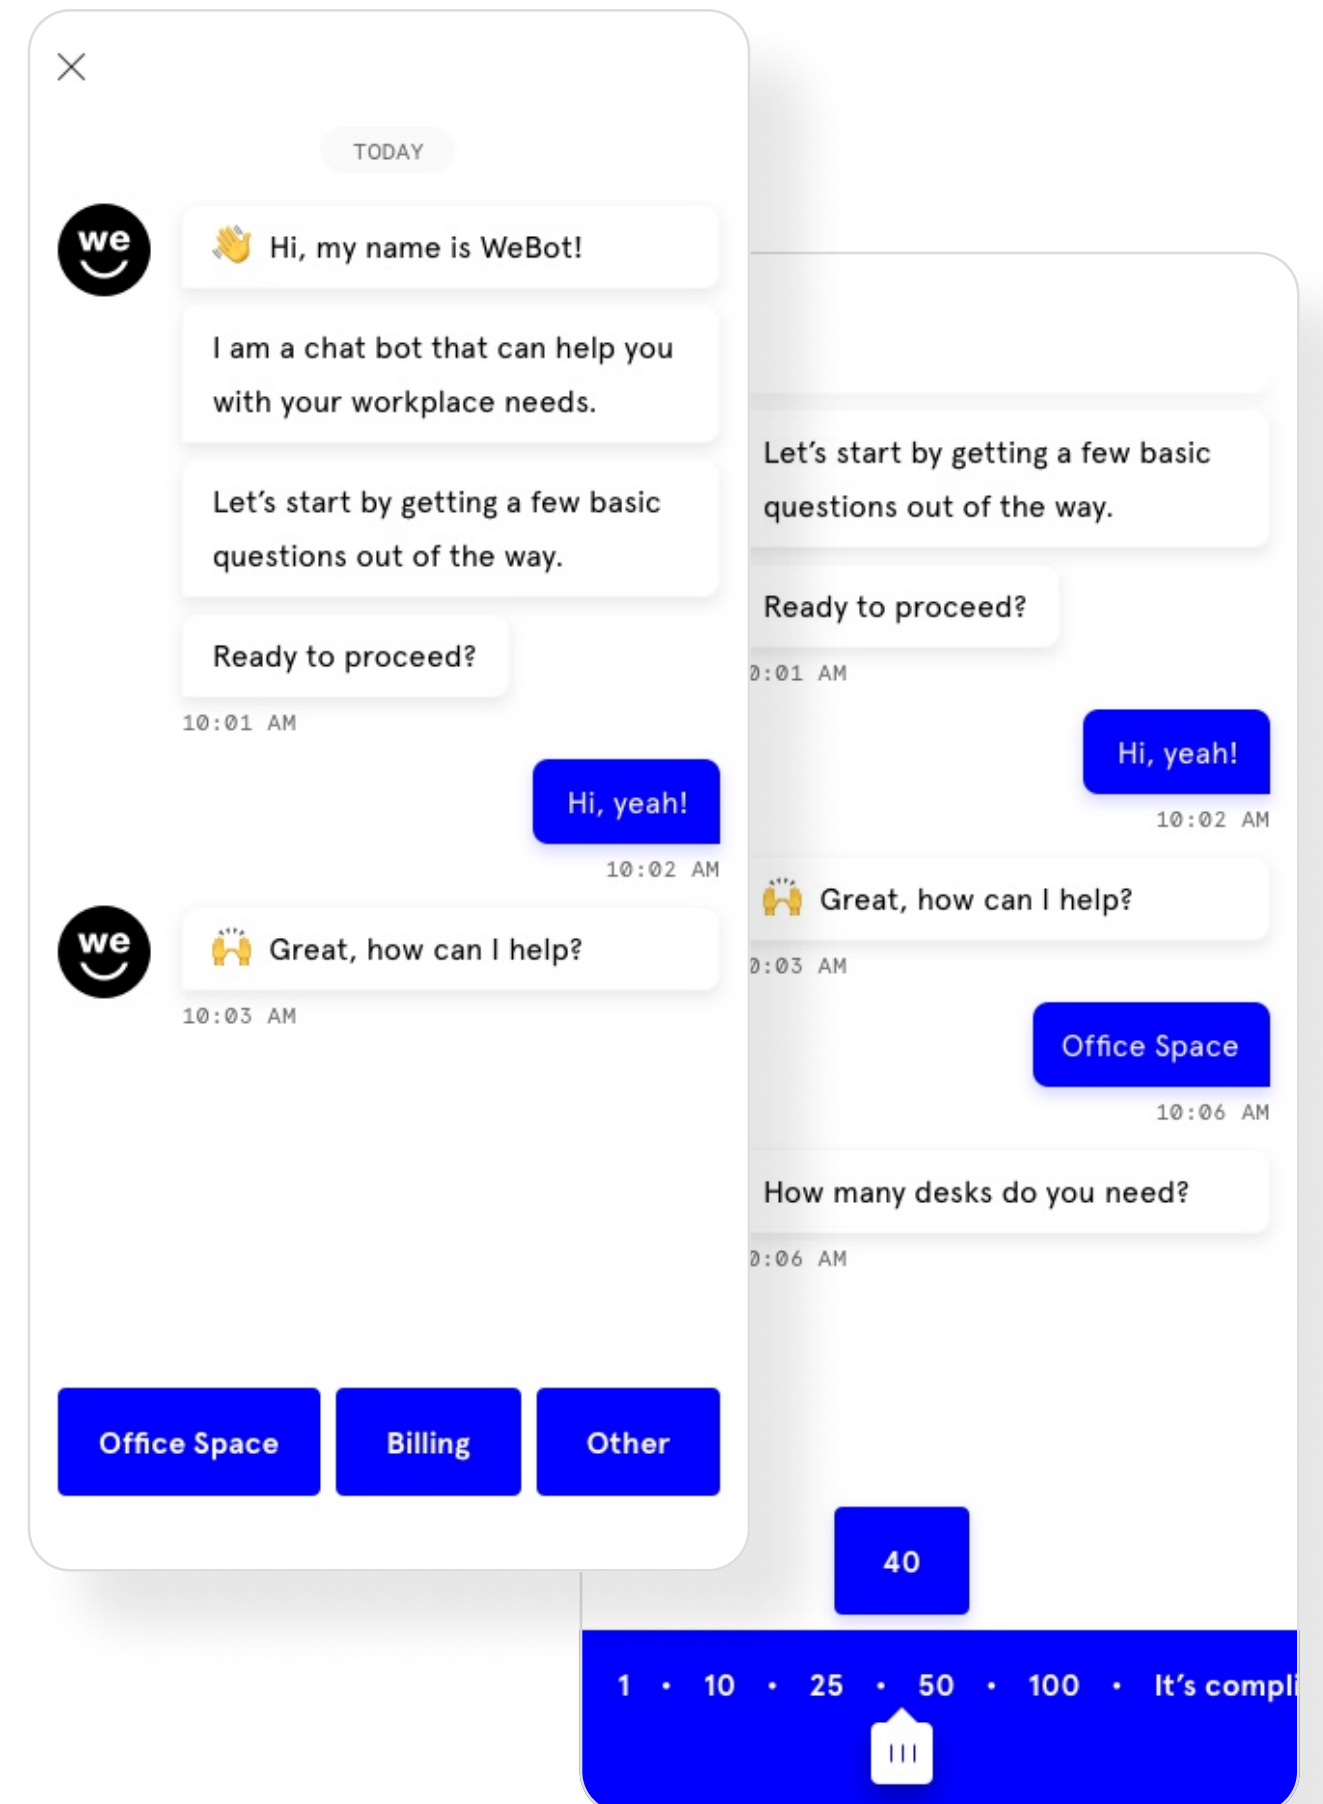 TODAY
we
👋 Hi, my name is WeBot!
I am a chat bot that can help you
with your workplace needs.
Let’s start by getting a few basic
questions out of the way.
Ready to proceed?
10:01 AM
Hi, yeah!
10:02 AM
we
🙌 Great, how can I help?
10:03 AM
Office Space
Billing
Other
Let’s start by getting a few basic
questions out of the way.
Ready to proceed?
0:01 AM
Hi, yeah!
10:02 AM
🙌 Great, how can I help?
0:03 AM
Office Space
10:06 AM
How many desks do you need?
0:06 AM
40
1 • 10 • 25 • 50 • 100 • It’s compli